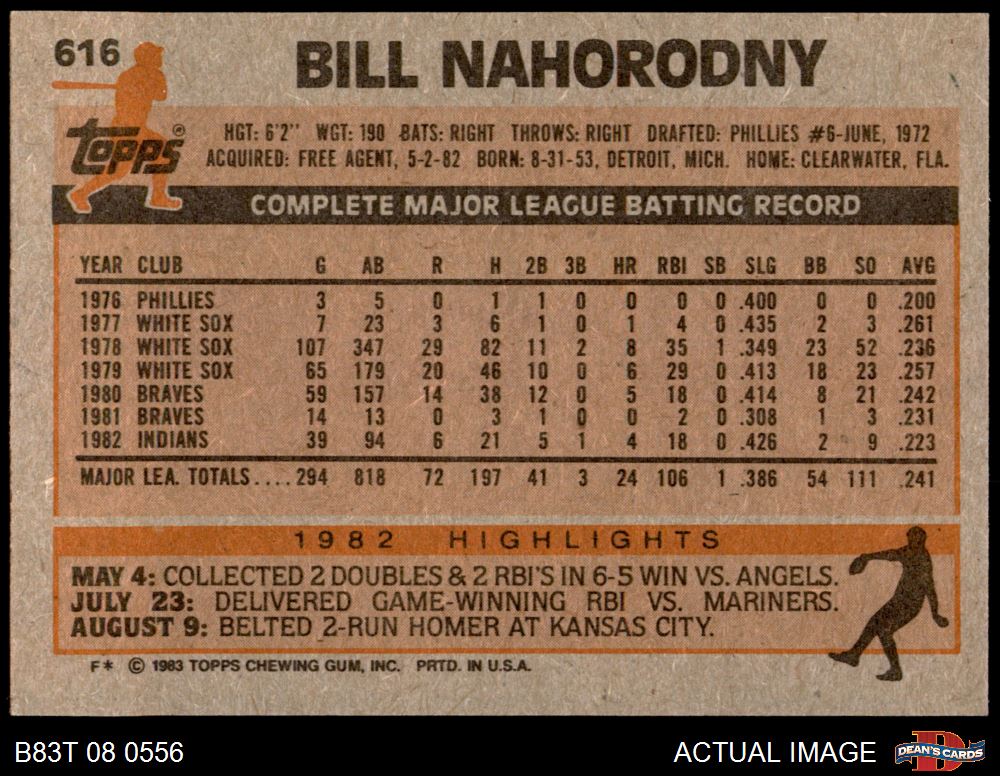 616
BILL NAHORODNY
topps®
HGT: 6'2" WGT: 190 BATS: RIGHT THROWS: RIGHT DRAFTED: PHILLIES #6-JUNE, 1972
ACQUIRED: FREE AGENT, 5-2-82 BORN: 8-31-53, DETROIT, MICH. HOME: CLEARWATER, FLA.
COMPLETE MAJOR LEAGUE BATTING RECORD
YEAR CLUB G AB R H 2B 3B HR RBI SB SLG BB SO AVG
1976 PHILLIES 3 5 0 1 1 0 0 0 0 .400 0 0 .200
1977 WHITE SOX 7 23 3 6 1 0 1 4 0 .435 2 3 .261
1978 WHITE SOX 107 347 29 82 11 2 8 35 1 .349 23 52 .236
1979 WHITE SOX 65 179 20 46 10 0 6 29 0 .413 18 23 .257
1980 BRAVES 59 157 14 38 12 0 5 18 0 .414 8 21 .242
1981 BRAVES 14 13 0 3 1 0 0 2 0 .308 1 3 .231
1982 INDIANS 39 94 6 21 5 1 4 18 0 .426 2 9 .223
MAJOR LEA. TOTALS.... 294 818 72 197 41 3 24 106 1 .386 54 111 .241
1982 HIGHLIGHTS
MAY 4: COLLECTED 2 DOUBLES & 2 RBI'S IN 6-5 WIN VS. ANGELS.
JULY 23: DELIVERED GAME-WINNING RBI VS. MARINERS.
AUGUST 9: BELTED 2-RUN HOMER AT KANSAS CITY.
F* © 1983 TOPPS CHEWING GUM, INC. PRTD. IN U.S.A.
B83T 08 0556
ACTUAL IMAGE
D
DEAN'S CARDS